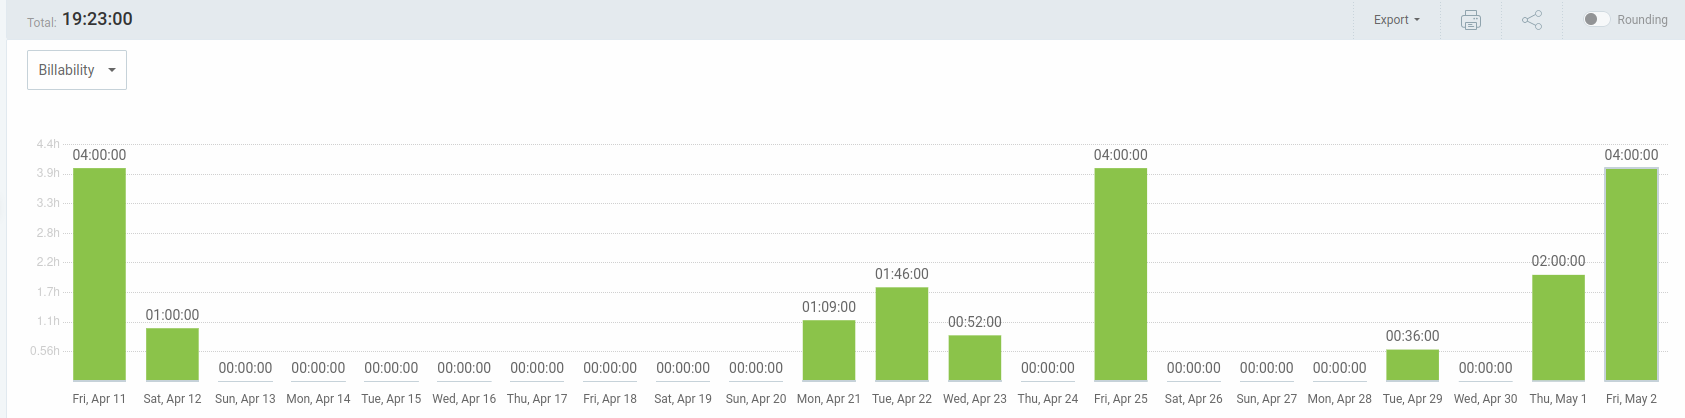 Total: 19:23:00 Export Rounding
Billability
4.4h
04:00:00 04:00:00 04:00:00
3.9h
3.3h
2.8h
2.2h 02:00:00
01:46:00
1.7h
01:09:00
01:00:00
1.1h 00:52:00
00:36:00
0.56h
00:00:00 00:00:00 00:00:00 00:00:00 00:00:00 00:00:00 00:00:00 00:00:00 00:00:00 00:00:00 00:00:00 00:00:00 00:00:00
Fri, Apr 11 Sat, Apr 12 Sun, Apr 13 Mon, Apr 14 Tue, Apr 15 Wed, Apr 16 Thu, Apr 17 Fri, Apr 18 Sat, Apr 19 Sun, Apr 20 Mon, Apr 21 Tue, Apr 22 Wed, Apr 23 Thu, Apr 24 Fri, Apr 25 Sat, Apr 26 Sun, Apr 27 Mon, Apr 28 Tue, Apr 29 Wed, Apr 30 Thu, May 1 Fri, May 2